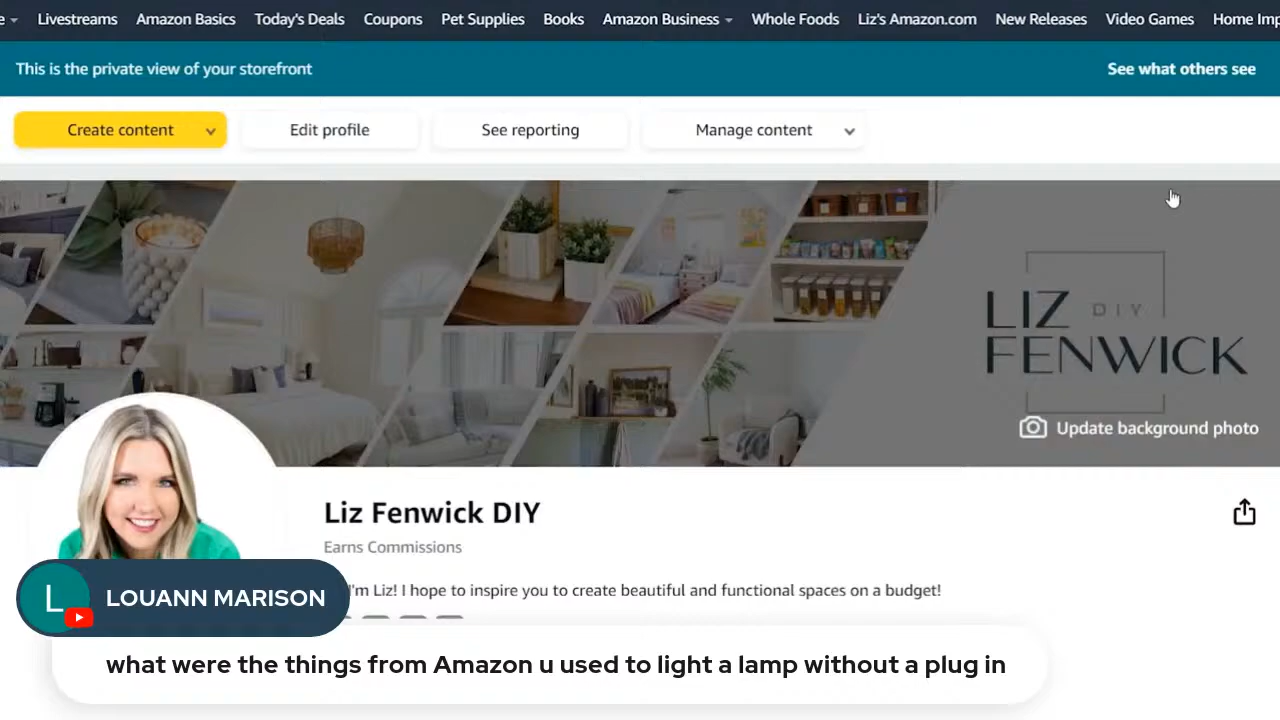 e Livestreams Amazon Basics Today's Deals Coupons Pet Supplies Books Amazon Business Whole Foods Liz's Amazon.com New Releases Video Games Home Imp
This is the private view of your storefront See what others see
Create content Edit profile See reporting Manage content
LIZ DIY
FENWICK
Update background photo
Liz Fenwick DIY
Earns Commissions
I'm Liz! I hope to inspire you to create beautiful and functional spaces on a budget!
L LOUANN MARISON
what were the things from Amazon u used to light a lamp without a plug in